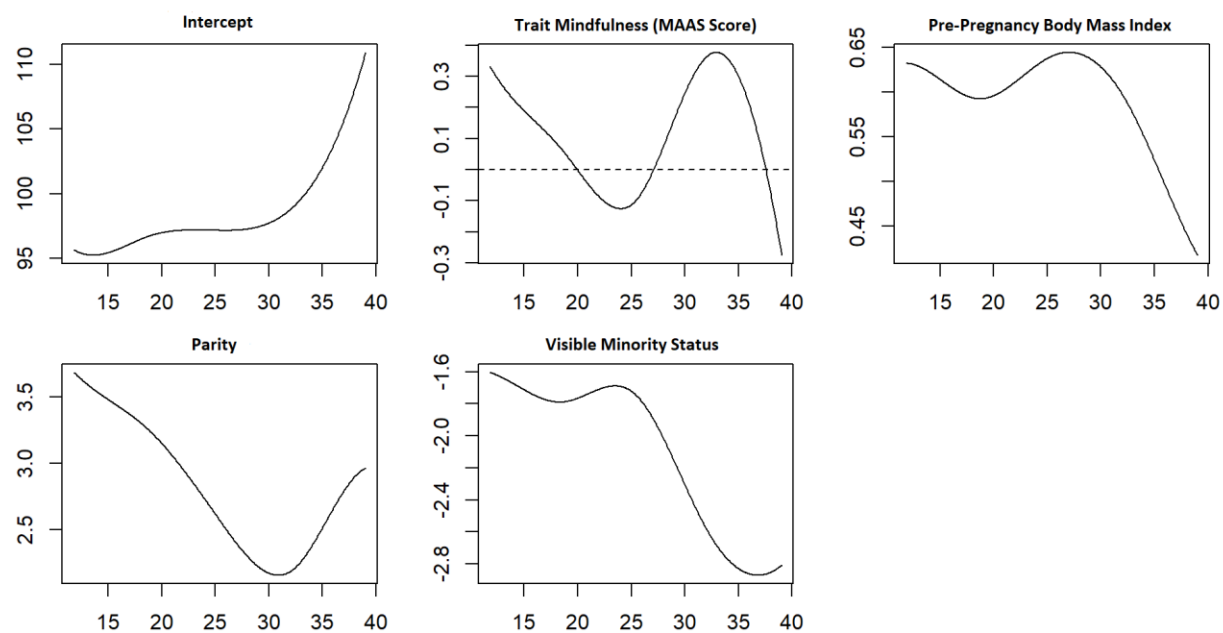 Intercept
110
105
100
95
15 20 25 30 35 40
Trait Mindfulness (MAAS Score)
0.3
0.1
-0.1
-0.3
15 20 25 30 35 40
Pre-Pregnancy Body Mass Index
0.65
0.55
0.45
15 20 25 30 35 40
Parity
3.5
3.0
2.5
15 20 25 30 35 40
Visible Minority Status
-1.6
-2.0
-2.4
-2.8
15 20 25 30 35 40